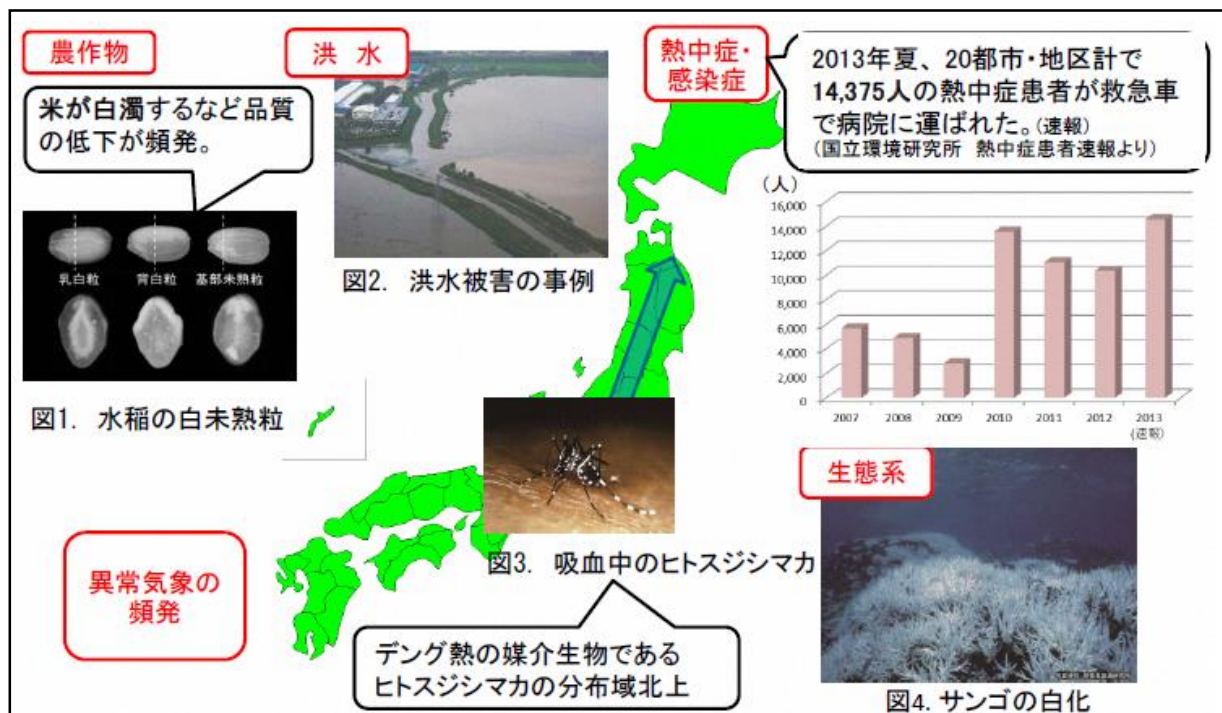 農作物
米が白濁するなど品質
の低下が頻発。
乳白粒
背白粒
基部未熟粒
図1. 水稲の白未熟粒
洪 水
図2. 洪水被害の事例
熱中症・
感染症
2013年夏、20都市・地区計で
14,375人の熱中症患者が救急車
で病院に運ばれた。(速報)
(国立環境研究所 熱中症患者速報より)
(人)
16,000
14,000
12,000
10,000
8,000
6,000
4,000
2,000
0
2007
2008
2009
2010
2011
2012
2013
(速報)
図3. 吸血中のヒトスジシマカ
デング熱の媒介生物である
ヒトスジシマカの分布域北上
異常気象の
頻発
生態系
図4.サンゴの白化